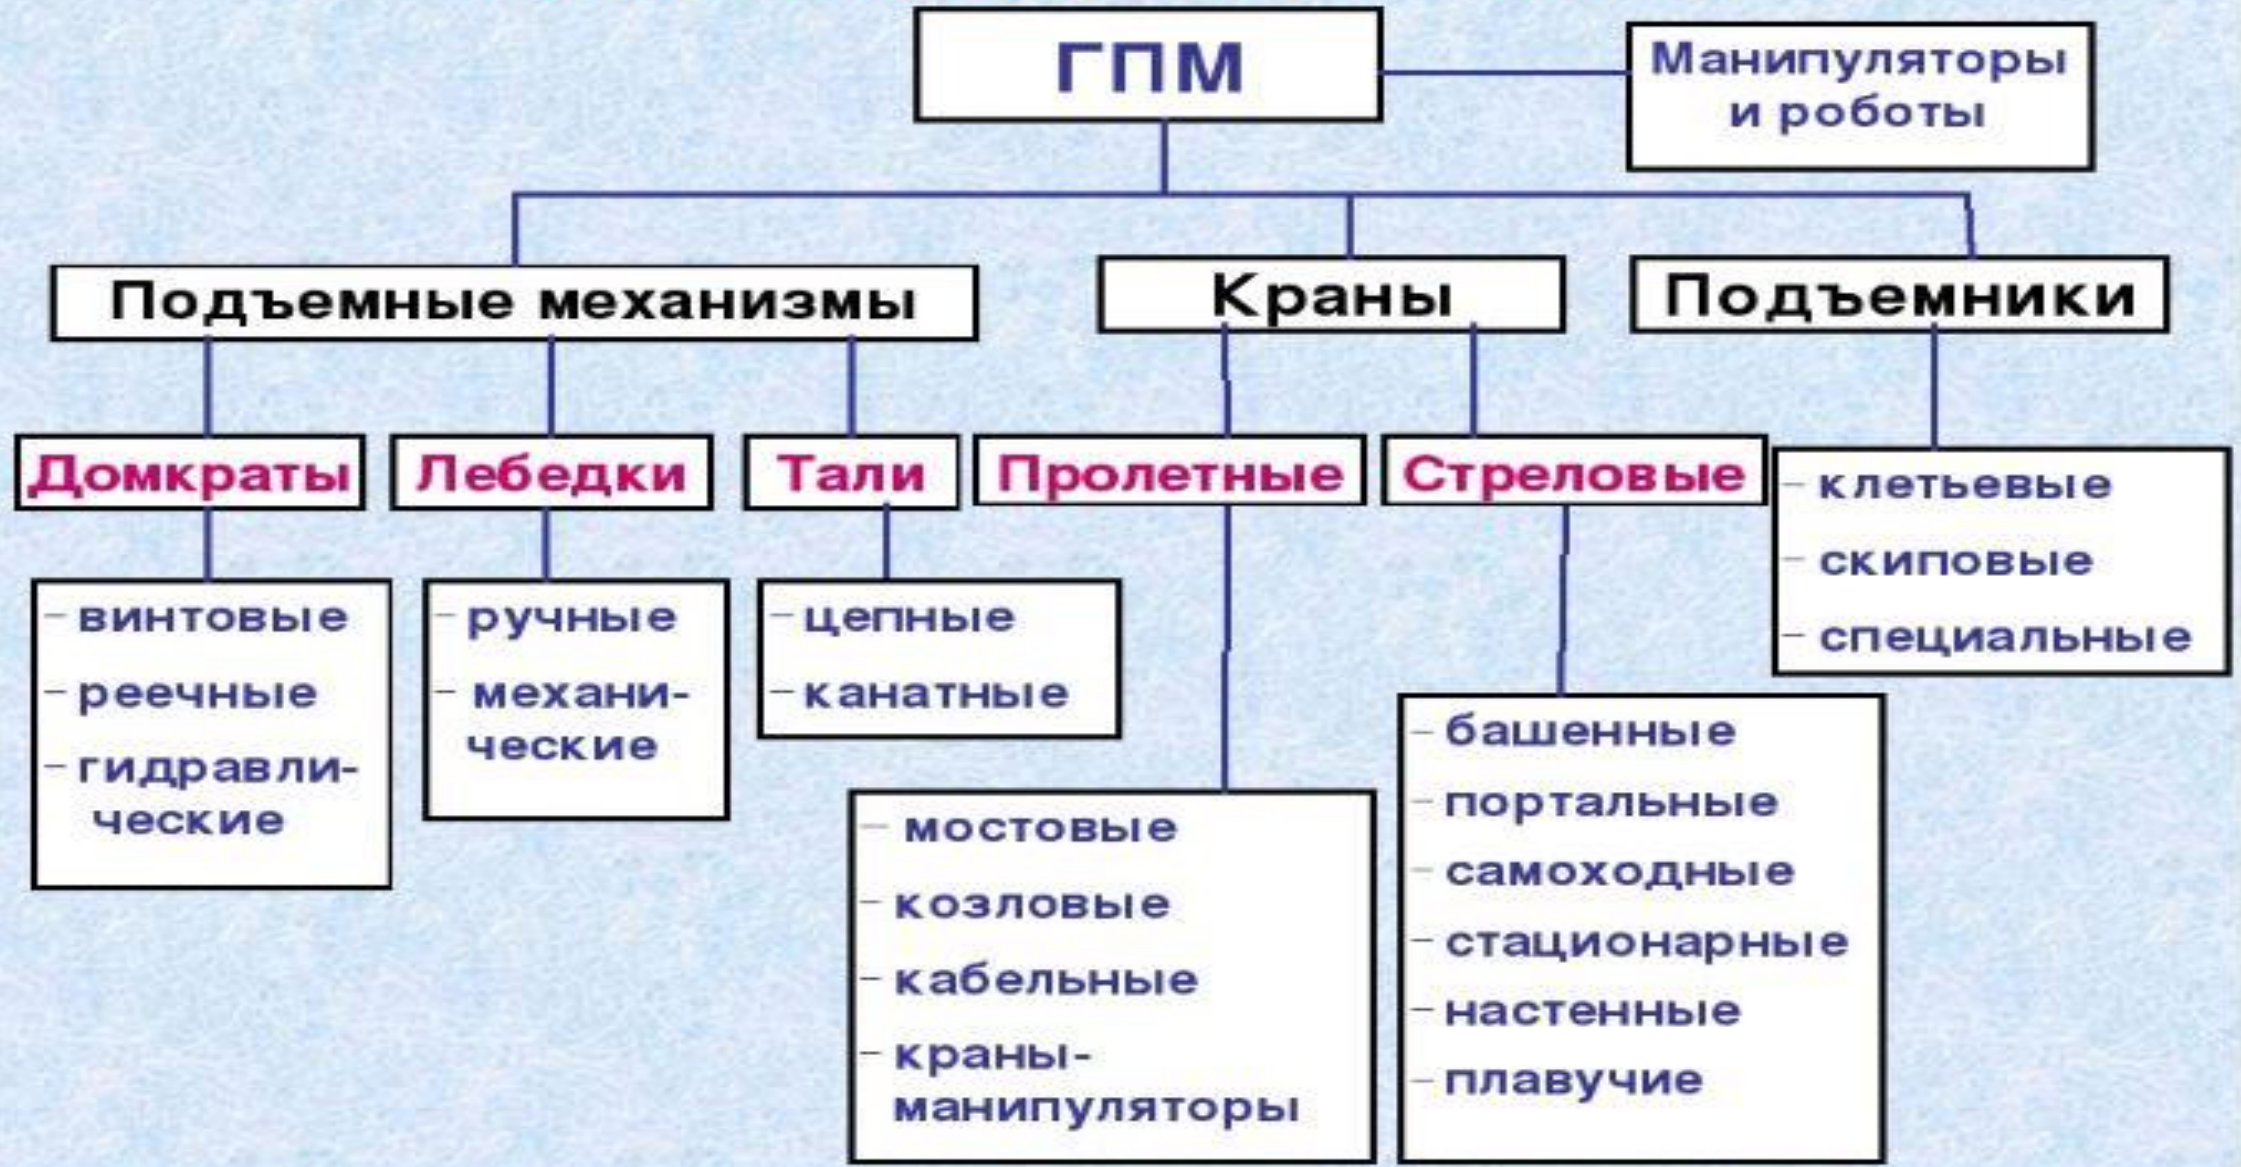 ГПМ
Манипуляторы
и роботы
Подъемные механизмы
Краны
Подъемники
Домкраты
Лебедки
Тали
Пролетные
Стреловые
- клетьевые
- скиповые
- специальные
- винтовые
- реечные
- гидравли-
ческие
- ручные
- механи-
ческие
- цепные
- канатные
- мостовые
- козловые
- кабельные
- краны-
манипуляторы
- башенные
- портальные
- самоходные
- стационарные
- настенные
- плавучие